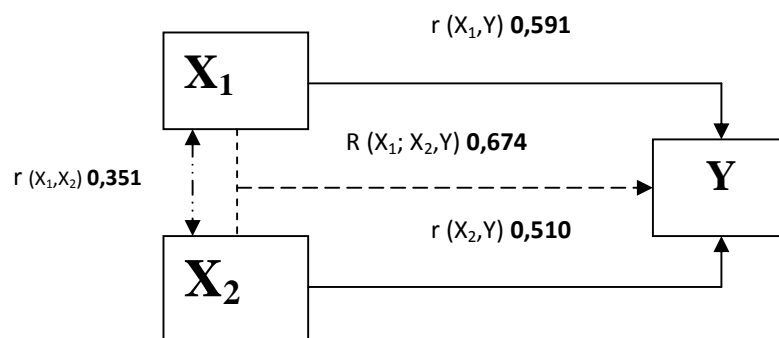 r (X₁,Y) 0,591
X₁
R (X₁; X₂,Y) 0,674
r (X₁,X₂) 0,351
Y
r (X₂,Y) 0,510
X₂